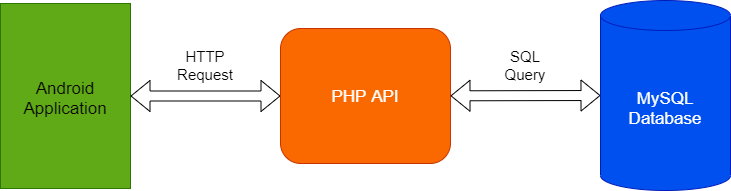 Android
Application
HTTP
Request
PHP API
SQL
Query
MySQL
Database